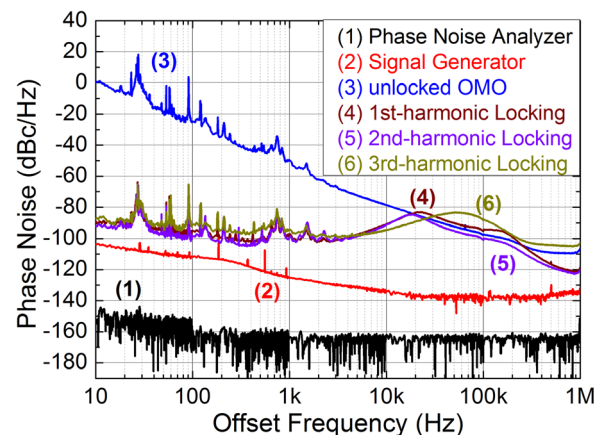 40
20
0
-20
-40
-60
-80
-100
-120
-140
-160
-180
Phase Noise (dBc/Hz)
(1) Phase Noise Analyzer
(2) Signal Generator
(3) unlocked OMO
(4) 1st-harmonic Locking
(5) 2nd-harmonic Locking
(6) 3rd-harmonic Locking
(3)
(4)
(6)
(5)
(2)
(1)
10
100
1k
10k
100k
1M
Offset Frequency (Hz)